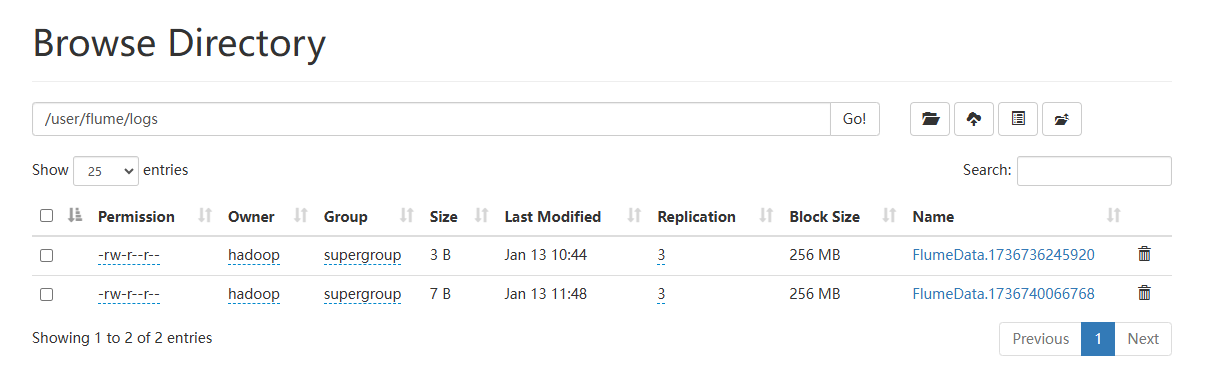 Browse Directory
/user/flume/logs Go!
Show 25 entries Search:
Permission Owner Group Size Last Modified Replication Block Size Name
-rw-r--r-- hadoop supergroup 3 B Jan 13 10:44 3 256 MB FlumeData.1736736245920
-rw-r--r-- hadoop supergroup 7 B Jan 13 11:48 3 256 MB FlumeData.1736740066768
Showing 1 to 2 of 2 entries Previous 1 Next